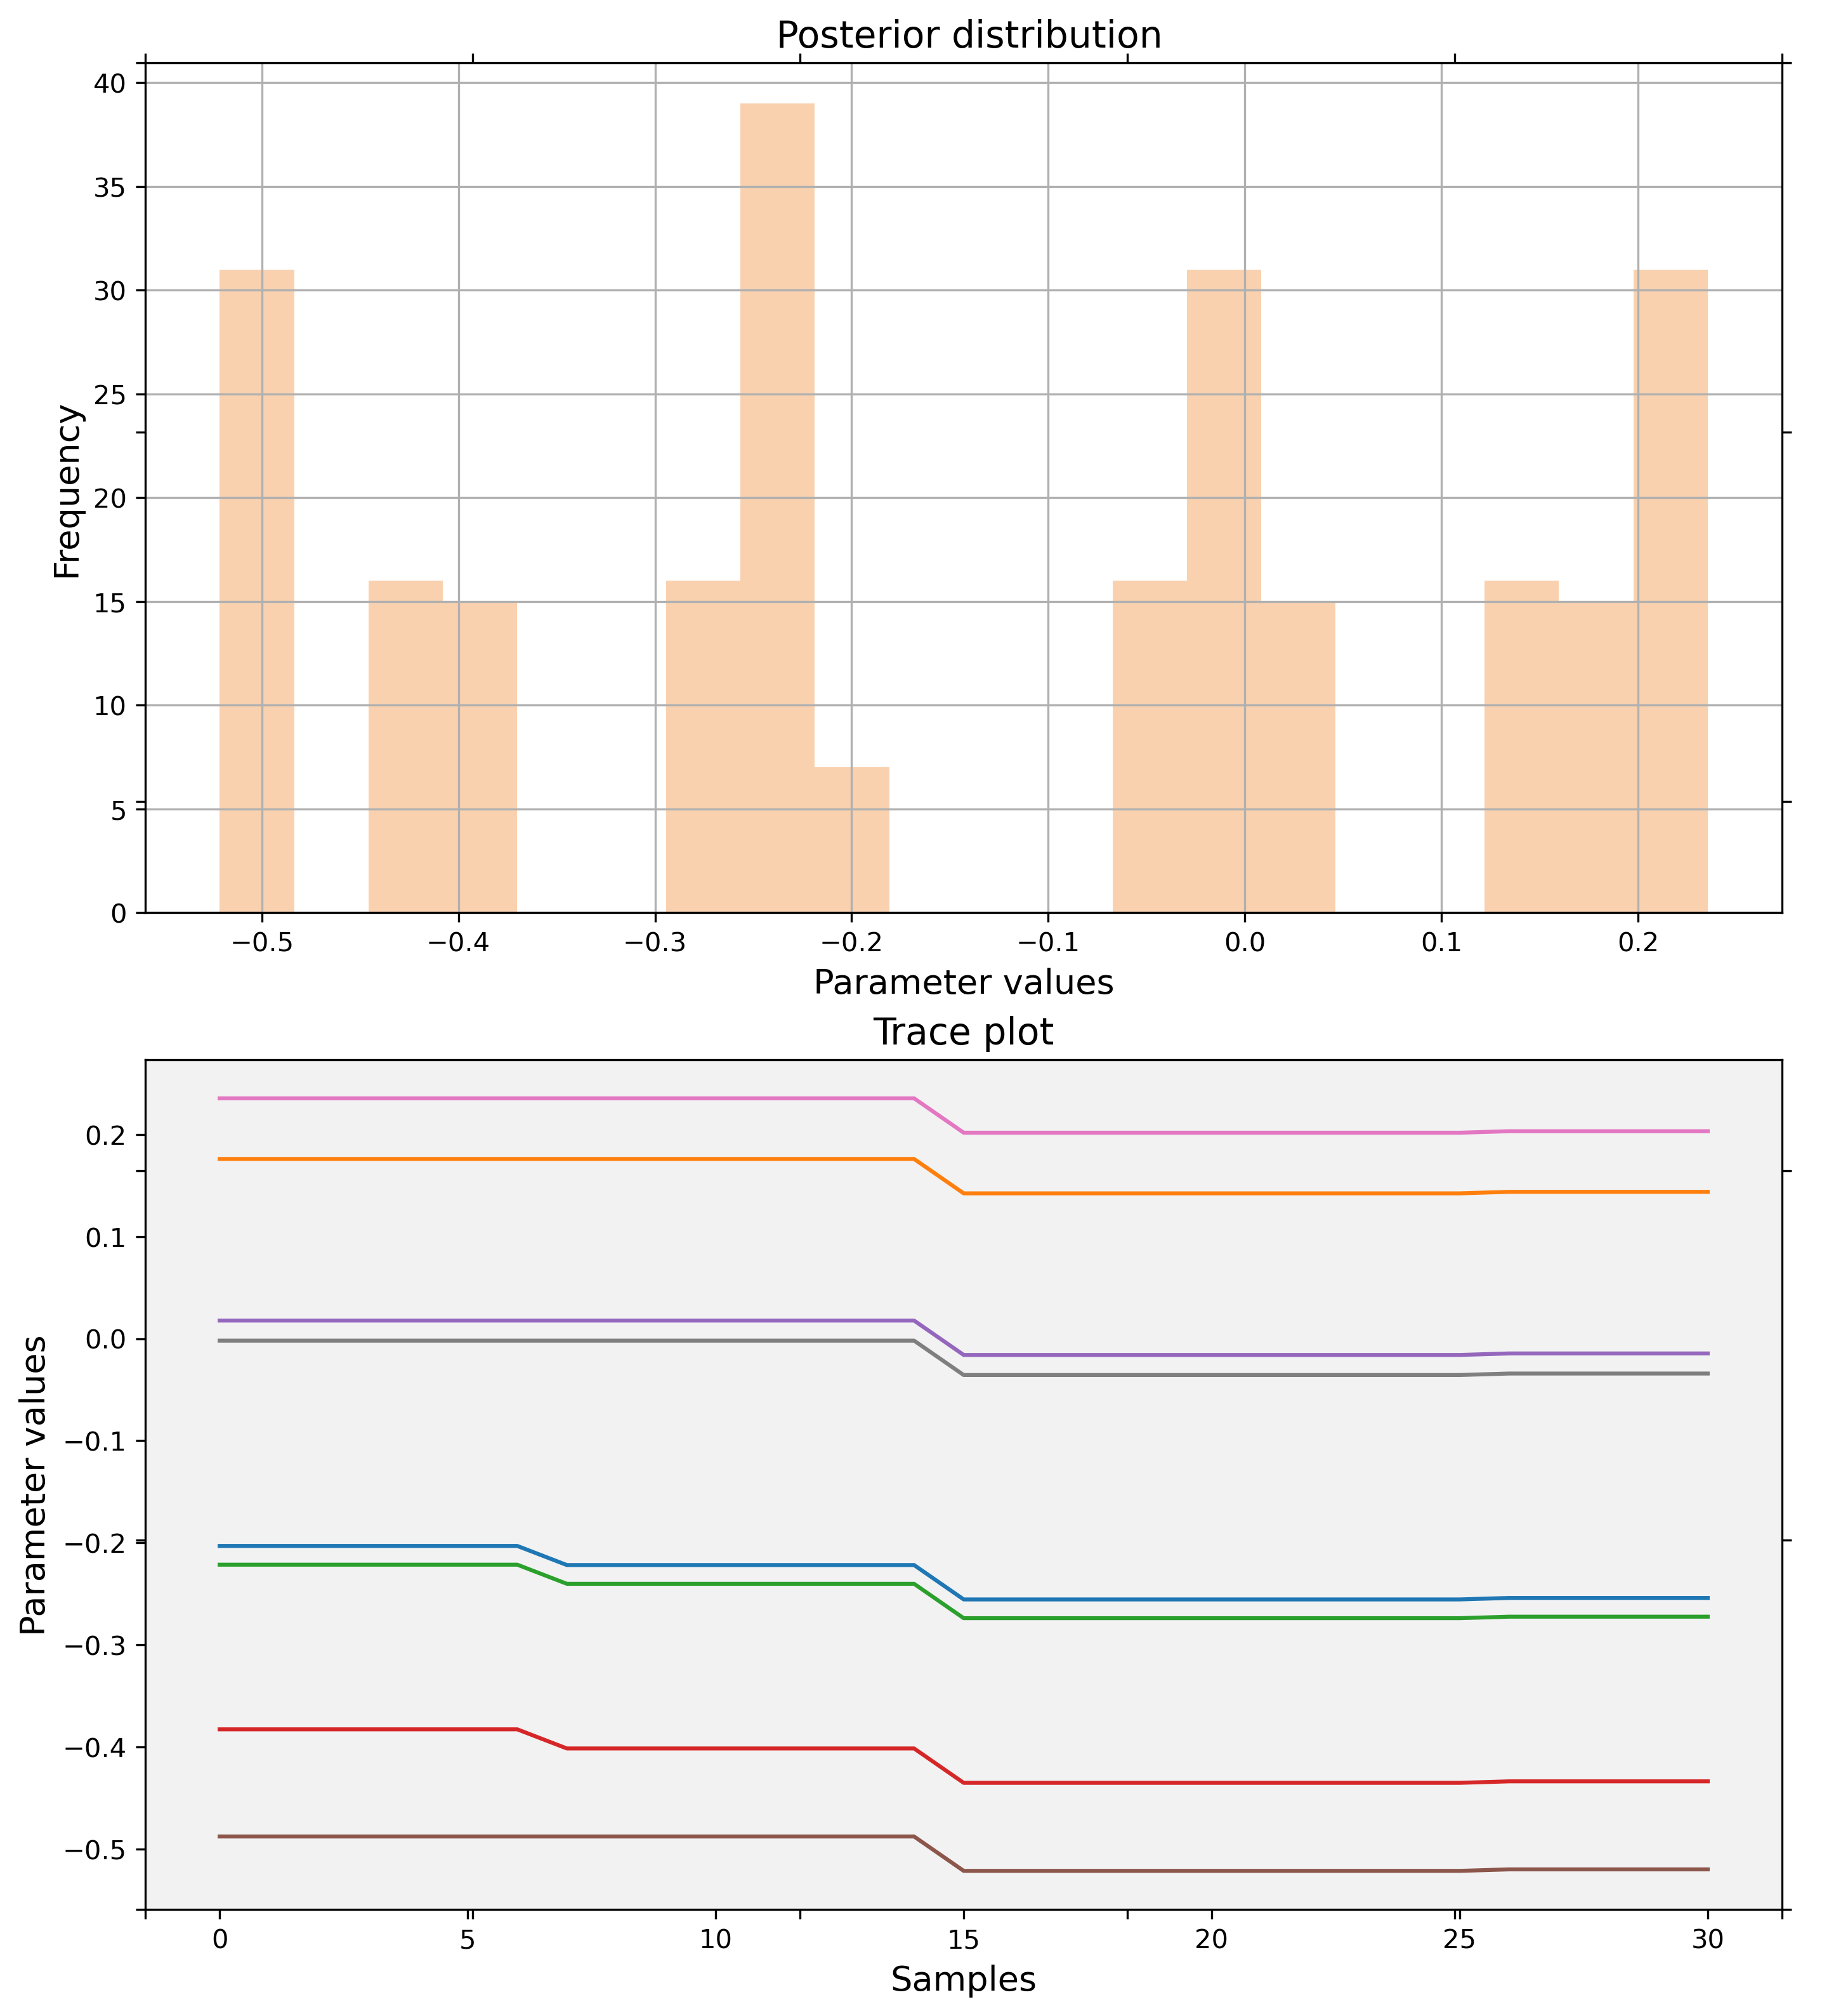 Posterior distribution
40
35
30
25
20
15
10
5
0
Frequency
−0.5 −0.4 −0.3 −0.2 −0.1 0.0 0.1 0.2
Parameter values
Trace plot
0.2
0.1
0.0
−0.1
−0.2
−0.3
−0.4
−0.5
Parameter values
0 5 10 15 20 25 30
Samples